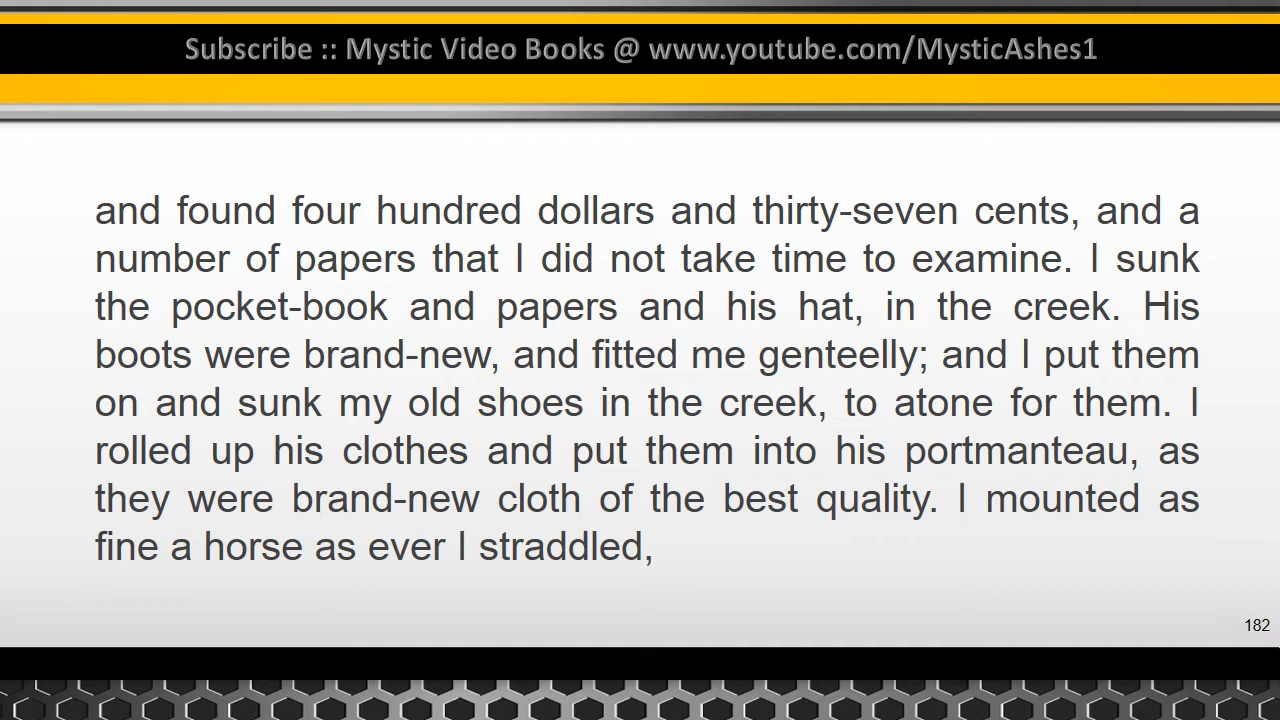 Subscribe :: Mystic Video Books @ www.youtube.com/MysticAshes1
and found four hundred dollars and thirty-seven cents, and a
number of papers that I did not take time to examine. I sunk
the pocket-book and papers and his hat, in the creek. His
boots were brand-new, and fitted me genteelly; and I put them
on and sunk my old shoes in the creek, to atone for them. I
rolled up his clothes and put them into his portmanteau, as
they were brand-new cloth of the best quality. I mounted as
fine a horse as ever I straddled,
182